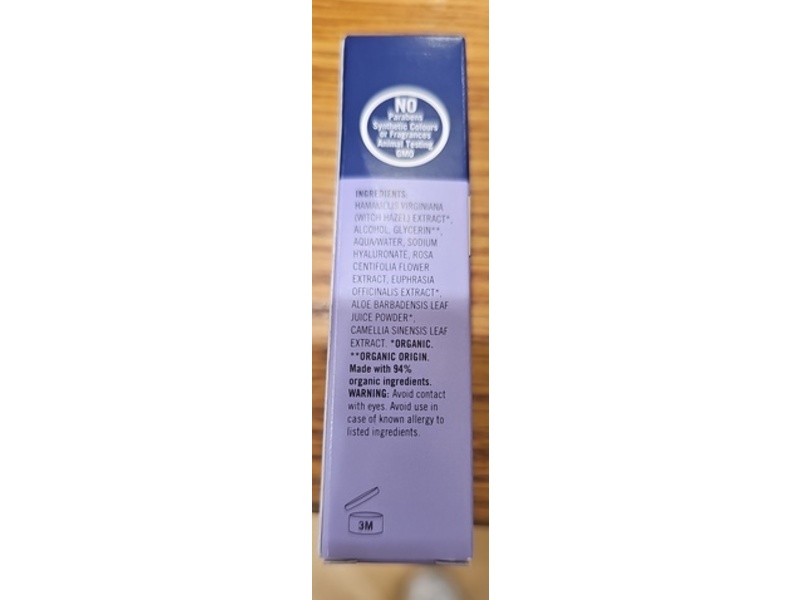 NO
Parabens
Synthetic Colours
or Fragrances
Animal Testing
GMO
INGREDIENTS:
HAMAMELIS VIRGINIANA
(WITCH HAZEL) EXTRACT*,
ALCOHOL, GLYCERIN**,
AQUA/WATER, SODIUM
HYALURONATE, ROSA
CENTIFOLIA FLOWER
EXTRACT, EUPHRASIA
OFFICINALIS EXTRACT*,
ALOE BARBADENSIS LEAF
JUICE POWDER*,
CAMELLIA SINENSIS LEAF
EXTRACT. *ORGANIC.
**ORGANIC ORIGIN.
Made with 94%
organic ingredients.
WARNING: Avoid contact
with eyes. Avoid use in
case of known allergy to
listed ingredients.
3M